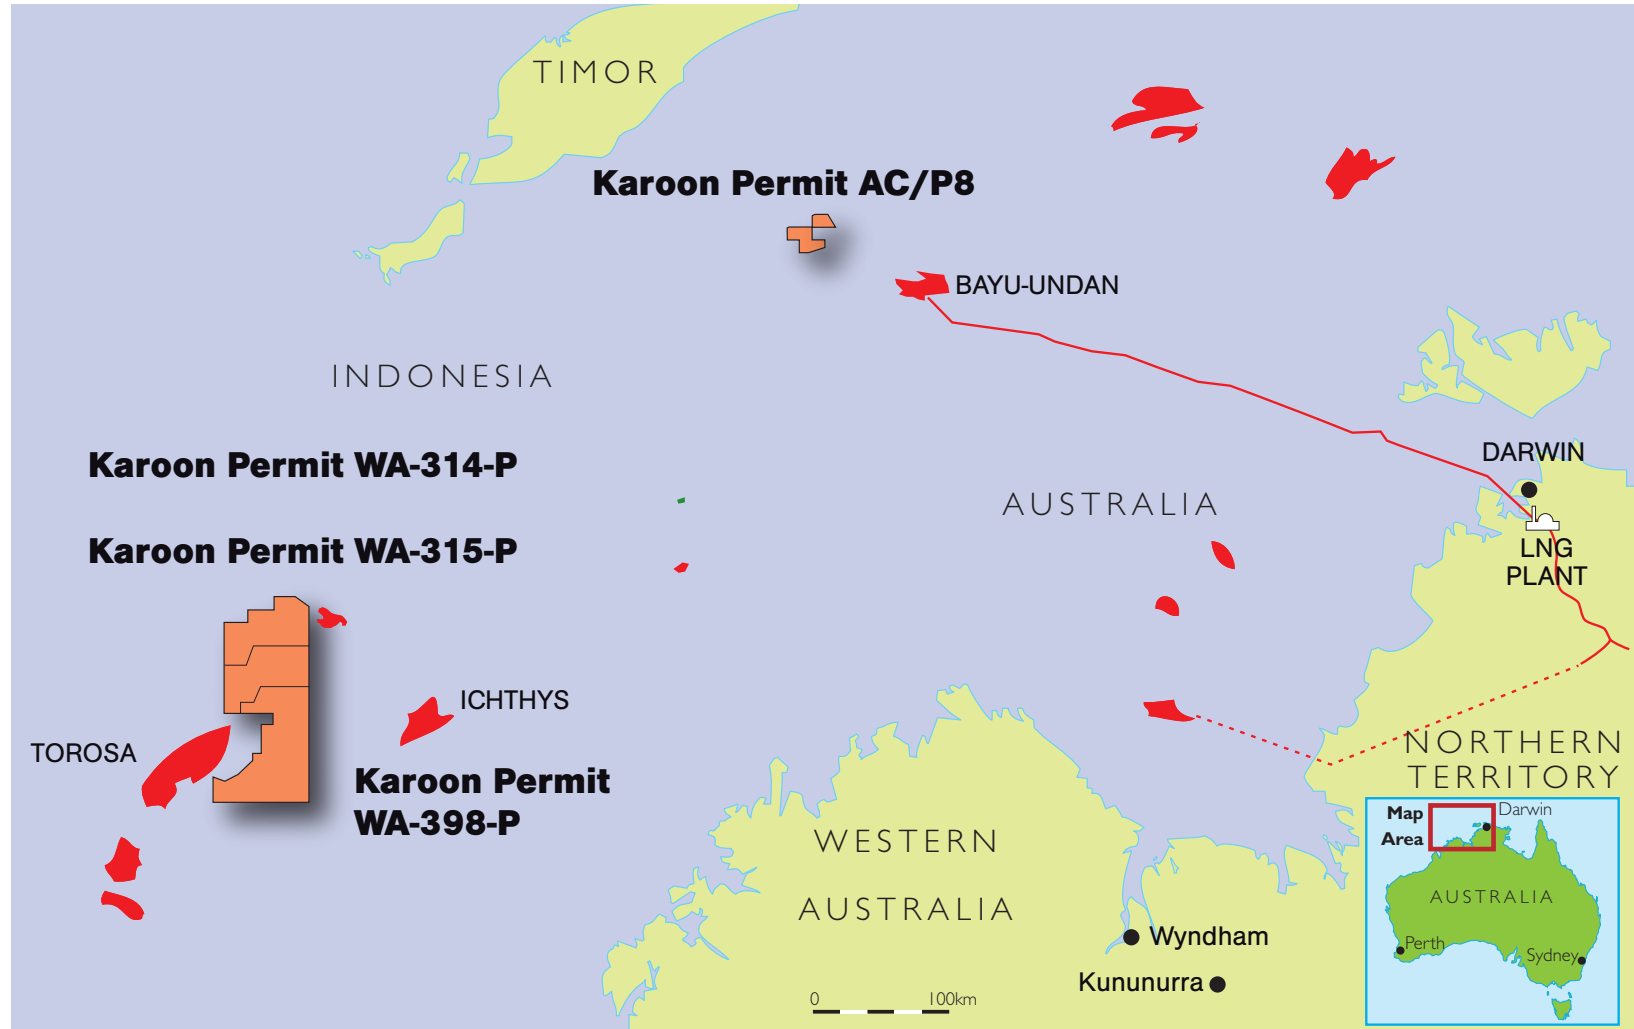 TIMOR
Karoon Permit AC/P8
BAYU-UNDAN
INDONESIA
DARWIN
Karoon Permit WA-314-P
AUSTRALIA
Karoon Permit WA-315-P
LNG
PLANT
ICHTHYS
TOROSA
NORTHERN
TERRITORY
Karoon Permit
WA-398-P
WESTERN
AUSTRALIA
Wyndham
Kununurra
0 100km
Map
Area
Darwin
AUSTRALIA
Perth
Sydney